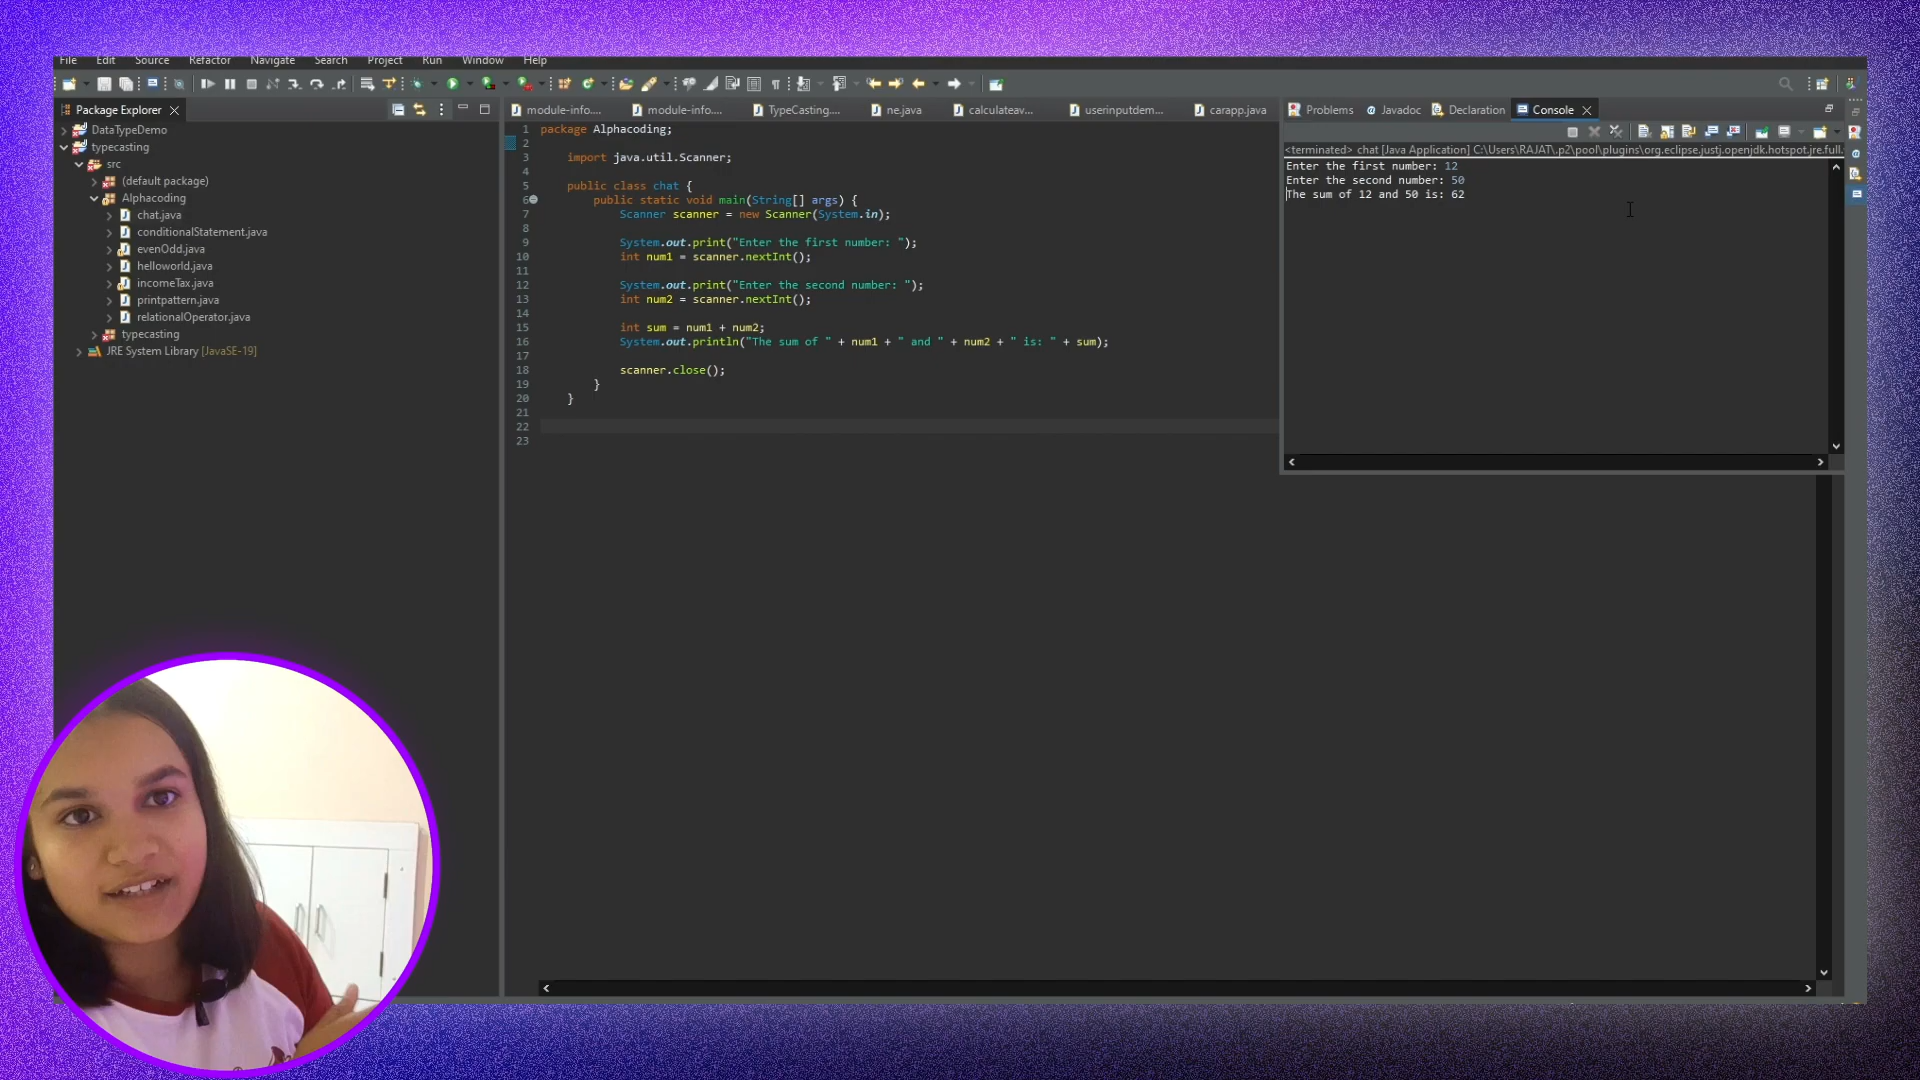 File Edit Source Refactor Navigate Search Project Run Window Help
Package Explorer
DataTypeDemo
typecasting
src
(default package)
Alphacoding
chat.java
conditionalStatement.java
evenOdd.java
helloworld.java
incomeTax.java
printpattern.java
relationalOperator.java
typecasting
JRE System Library [JavaSE-19]
module-info.... module-info.... TypeCasting.... ne.java calculateav... userinputdem... carapp.java
1 package Alphacoding;
2
3 import java.util.Scanner;
4
5 public class chat {
6 public static void main(String[] args) {
7 Scanner scanner = new Scanner(System.in);
8
9 System.out.print("Enter the first number: ");
10 int num1 = scanner.nextInt();
11
12 System.out.print("Enter the second number: ");
13 int num2 = scanner.nextInt();
14
15 int sum = num1 + num2;
16 System.out.println("The sum of " + num1 + " and " + num2 + " is: " + sum);
17
18 scanner.close();
19 }
20 }
21
22
23
Problems Javadoc Declaration Console
<terminated> chat [Java Application] C:\Users\RAJAT\.p2\pool\plugins\org.eclipse.justj.openjdk.hotspot.jre.full.
Enter the first number: 12
Enter the second number: 50
The sum of 12 and 50 is: 62